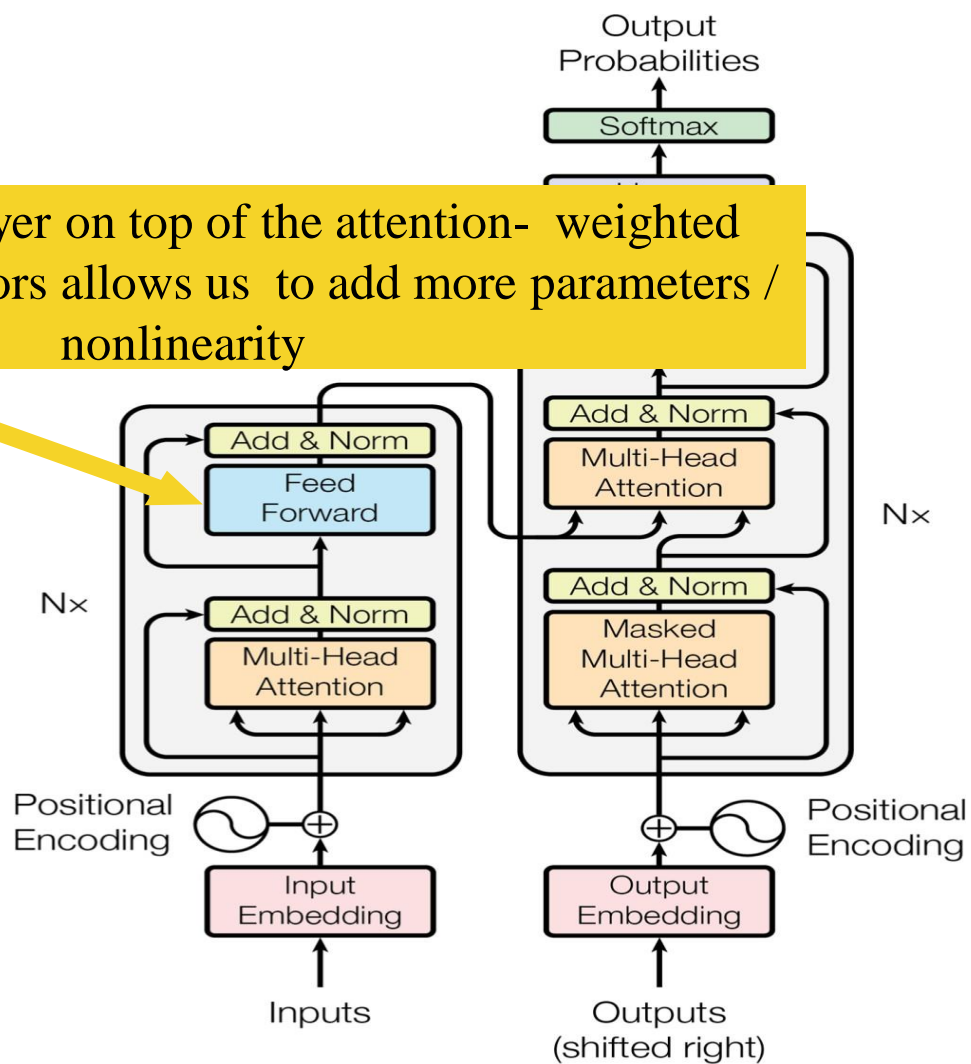 Output
Probabilities
Softmax
on top of the attention- weighted
allows us to add more parameters /
nonlinearity
Add & Norm
Feed
Forward
Add & Norm
Multi-Head
Attention
Nx
Add & Norm
Multi-Head
Attention
Nx
Add & Norm
Masked
Multi-Head
Attention
Positional
Encoding
Positional
Encoding
Input
Embedding
Output
Embedding
Inputs
Outputs
(shifted right)